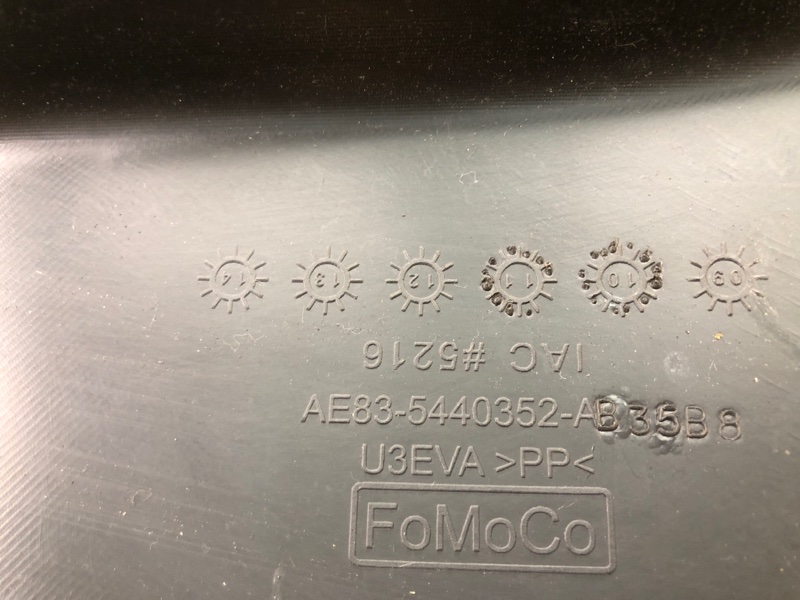 14 13 12 11 10 09
IAC #5216
AE83-5440352-AB35B8
U3EVA >PP<
FoMoCo